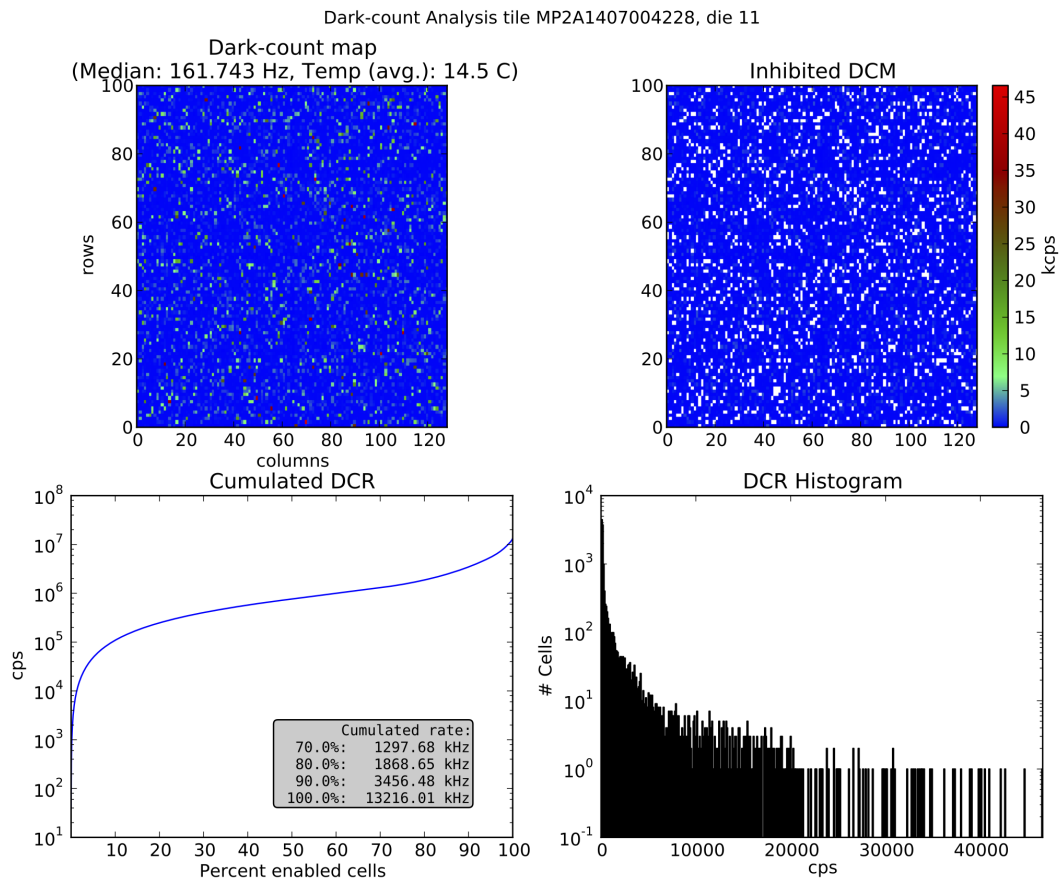 Dark-count Analysis tile MP2A1407004228, die 11
Dark-count map
(Median: 161.743 Hz, Temp (avg.): 14.5 C)
100
80
60
40
20
0
rows
0 20 40 60 80 100 120
columns
Inhibited DCM
100
80
60
40
20
0
0 20 40 60 80 100 120
45
40
35
30
25
20
15
10
5
0
kcps
Cumulated DCR
10^8
10^7
10^6
10^5
10^4
10^3
10^2
10^1
cps
Cumulated rate:
70.0%: 1297.68 kHz
80.0%: 1868.65 kHz
90.0%: 3456.48 kHz
100.0%: 13216.01 kHz
10 20 30 40 50 60 70 80 90 100
Percent enabled cells
DCR Histogram
10^4
10^3
10^2
10^1
10^0
10^-1
# Cells
0 10000 20000 30000 40000
cps